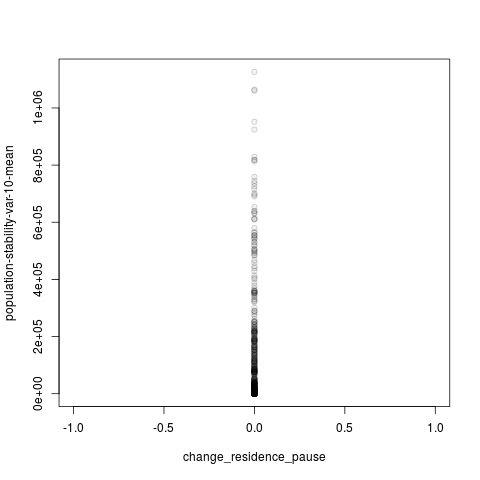 population-stability-var-10-mean
1e+06
8e+05
6e+05
4e+05
2e+05
0e+00
-1.0 -0.5 0.0 0.5 1.0
change_residence_pause